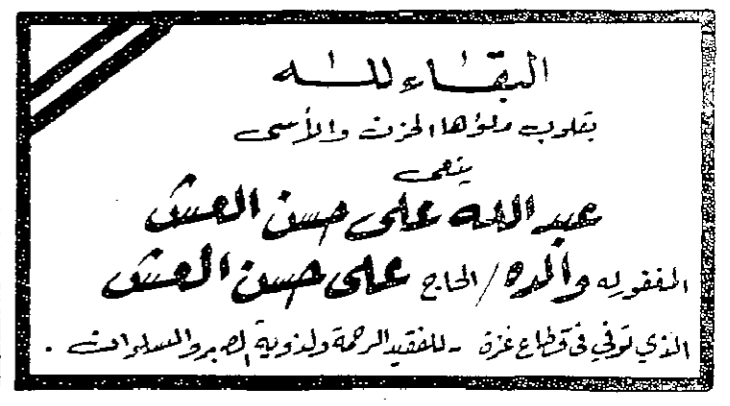 البقاء لله
بقلوب ملؤها الحزن والأسى
ينعى
عبد الله على حسن العش
المغفور له والده / الحاج على حسن العش
الذي توفي في قطاع غزة - للفقيد الرحمة ولذويه الصبر والسلوان .